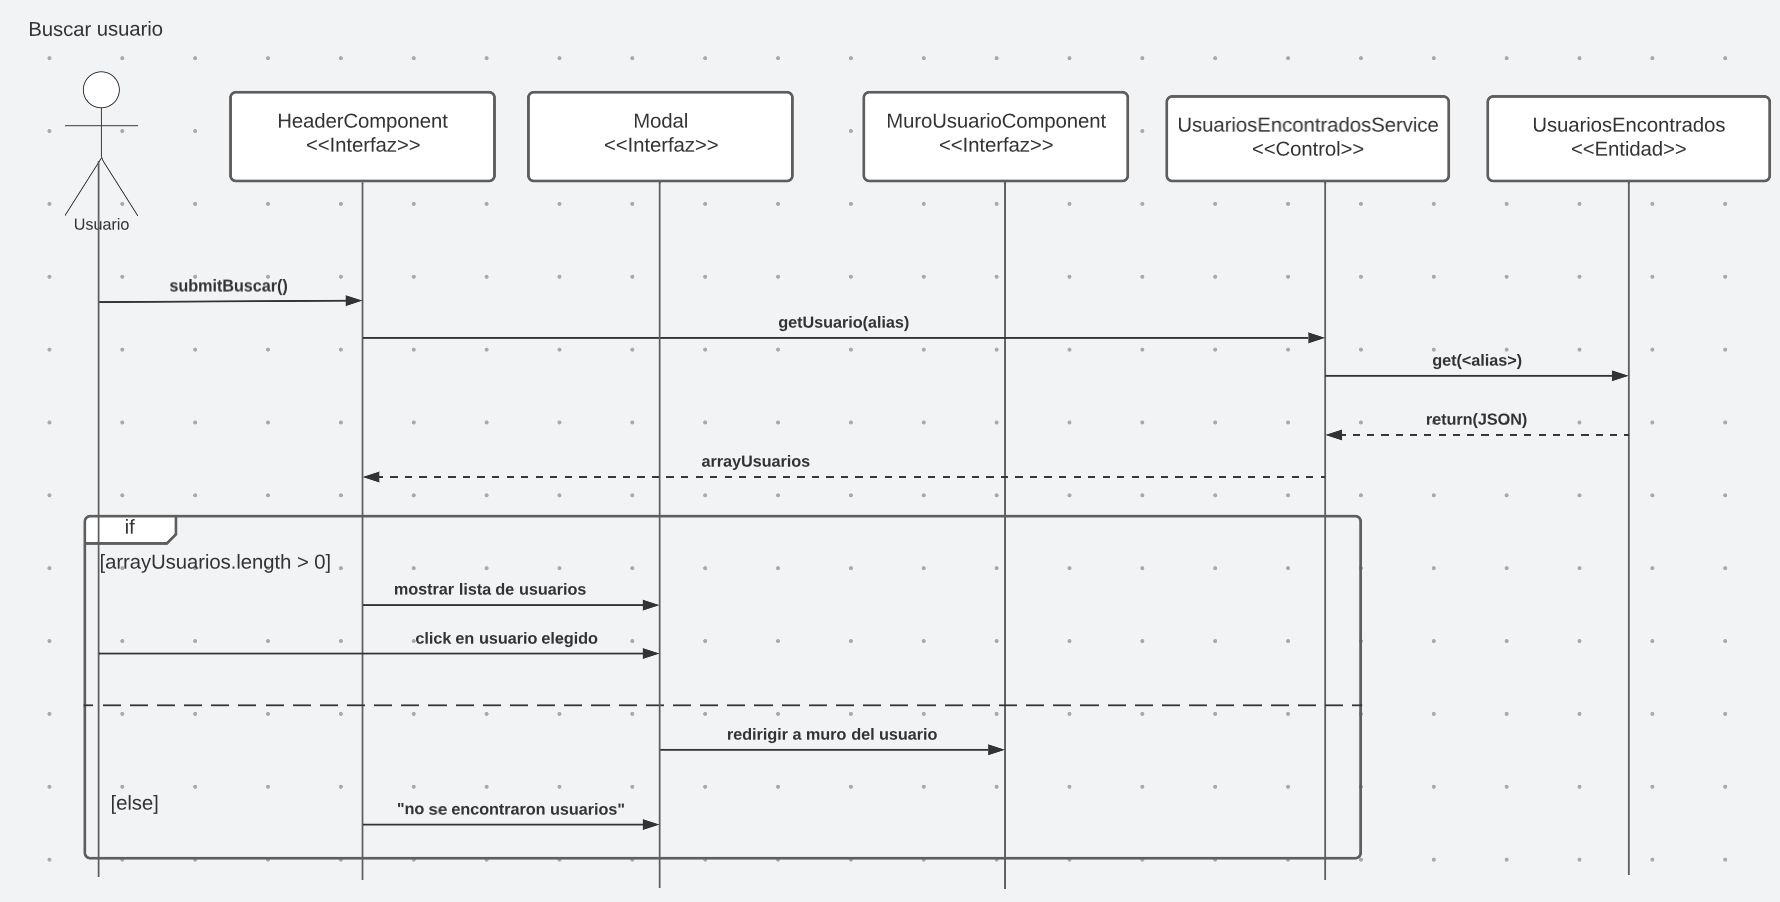 Buscar usuario
HeaderComponent
<<Interfaz>>
Modal
<<Interfaz>>
MuroUsuarioComponent
<<Interfaz>>
UsuariosEncontradosService
<<Control>>
UsuariosEncontrados
<<Entidad>>
Usuario
submitBuscar()
getUsuario(alias)
get(<alias>)
return(JSON)
arrayUsuarios
if
[arrayUsuarios.length > 0]
mostrar lista de usuarios
click en usuario elegido
redirigir a muro del usuario
[else]
"no se encontraron usuarios"